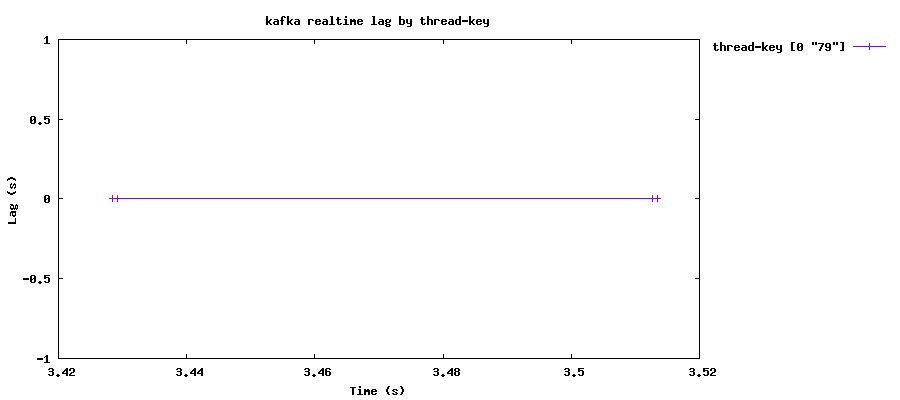 kafka realtime lag by thread-key
thread-key [0 "79"]
1
0.5
0
-0.5
-1
Lag (s)
3.42 3.44 3.46 3.48 3.5 3.52
Time (s)